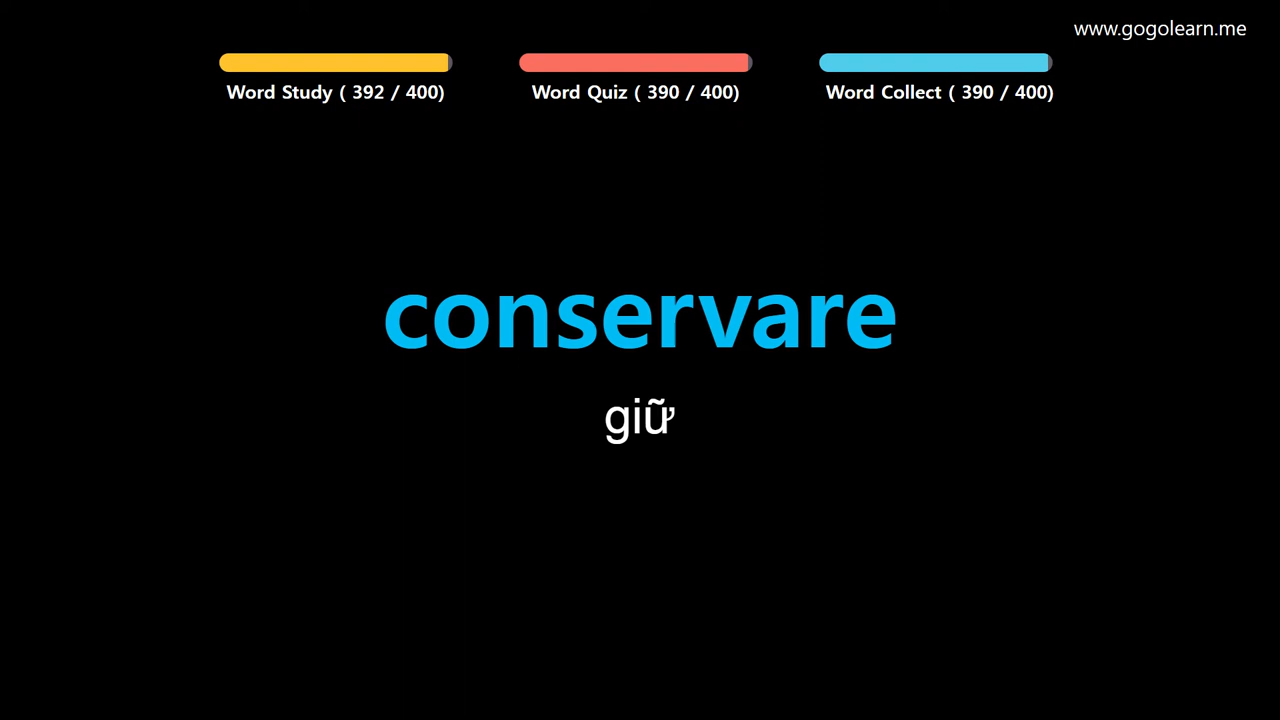 www.gogolearn.me
Word Study ( 392 / 400)
Word Quiz ( 390 / 400)
Word Collect ( 390 / 400)
conservare
giữ